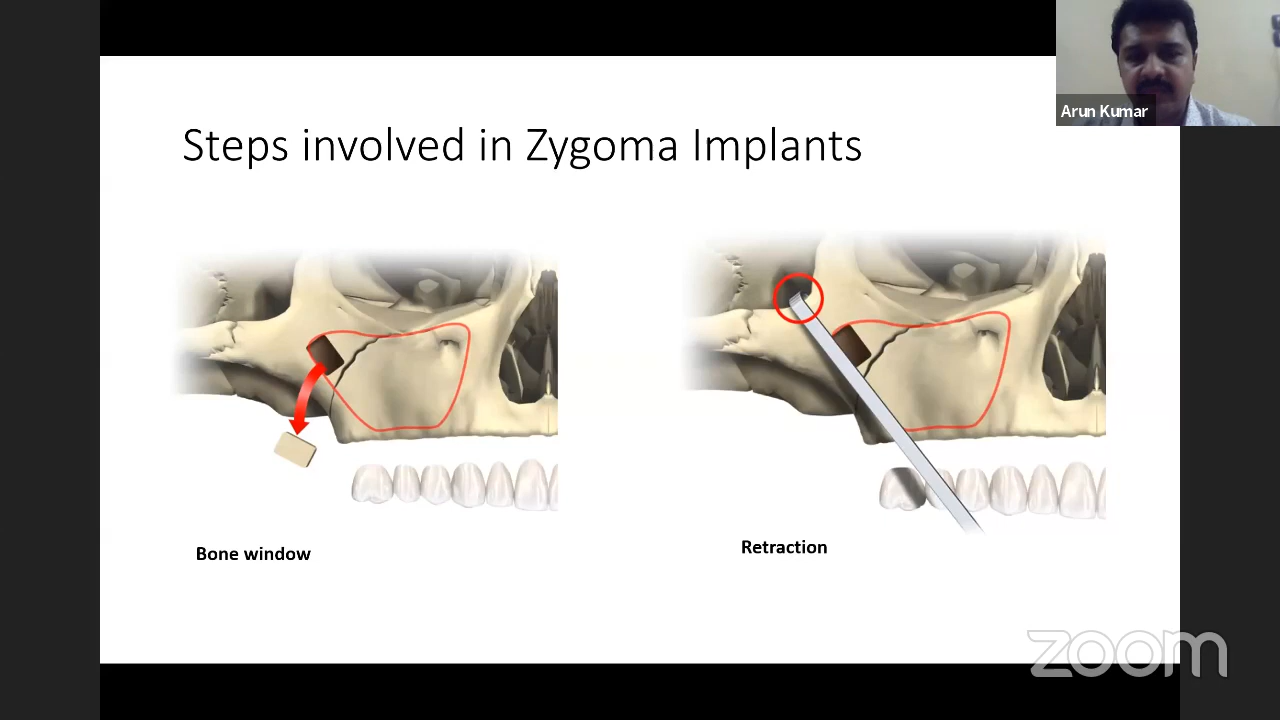 Arun Kumar
Steps involved in Zygoma Implants
Bone window
Retraction
zoom